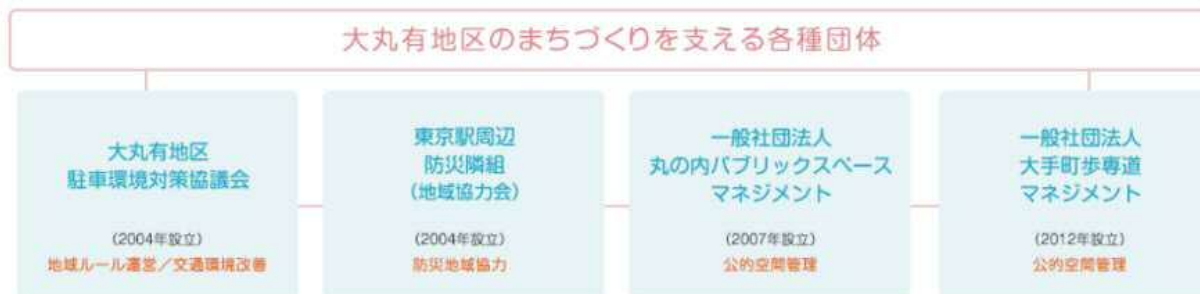 大丸有地区のまちづくりを支える各種団体
大丸有地区
駐車環境対策協議会
(2004年設立)
地域ルール運営／交通環境改善
東京駅周辺
防災隣組
(地域協力会)
(2004年設立)
防災地域協力
一般社団法人
丸の内パブリックスペース
マネジメント
(2007年設立)
公的空間管理
一般社団法人
大手町歩専道
マネジメント
(2012年設立)
公的空間管理